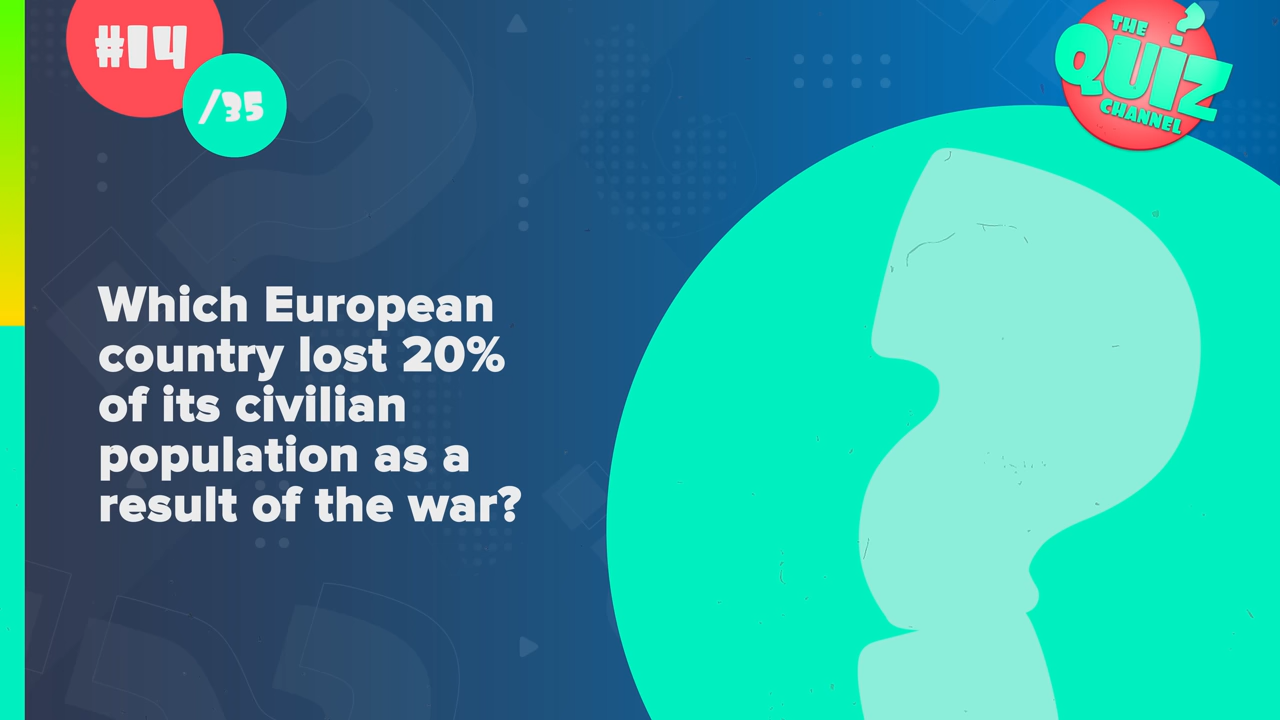 #14
/35
THE
QUIZ
CHANNEL
Which European
country lost 20%
of its civilian
population as a
result of the war?